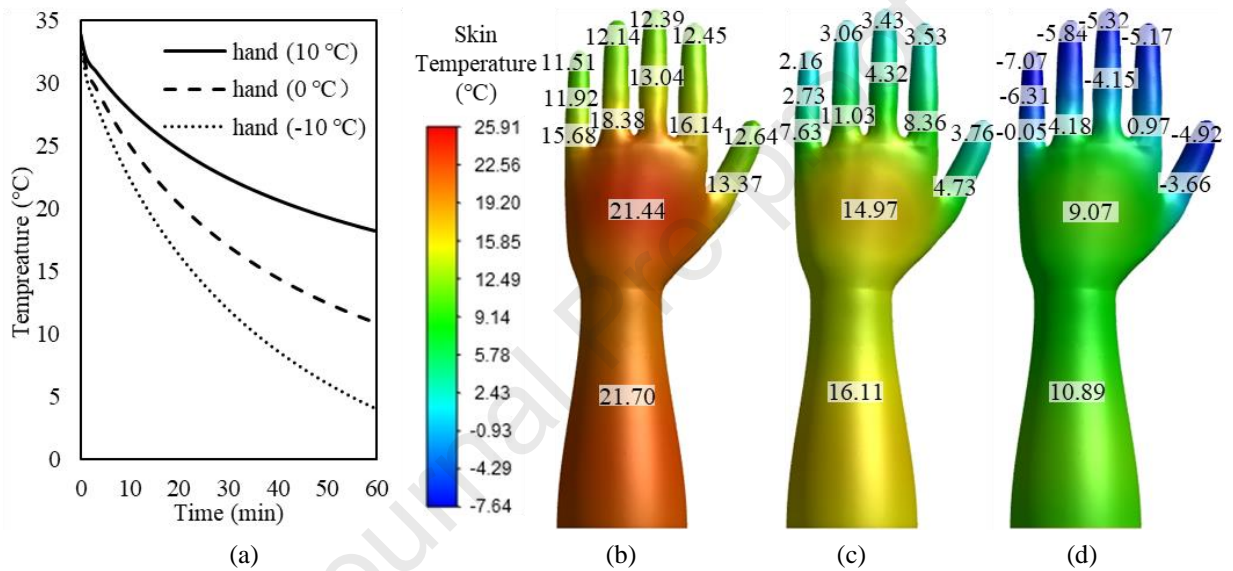 35
30
25
20
15
10
5
0
Tempreature (℃)
hand (10 ℃)
hand (0 ℃)
hand (-10 ℃)
0 10 20 30 40 50 60
Time (min)
(a)
Skin
Temperature
(℃)
25.91
22.56
19.20
15.85
12.49
9.14
5.78
2.43
-0.93
-4.29
-7.64
12.39
12.14 12.45
11.51
13.04
11.92
15.68 18.38 16.14 12.64
13.37
21.44
21.70
(b)
3.43
3.06 3.53
2.16
4.32
2.73
7.63 11.03 8.36 3.76
4.73
14.97
16.11
(c)
-5.32
-5.84 -5.17
-7.07
-4.15
-6.31
-0.05 4.18 0.97 -4.92
-3.66
9.07
10.89
(d)
Journal Pre-proof